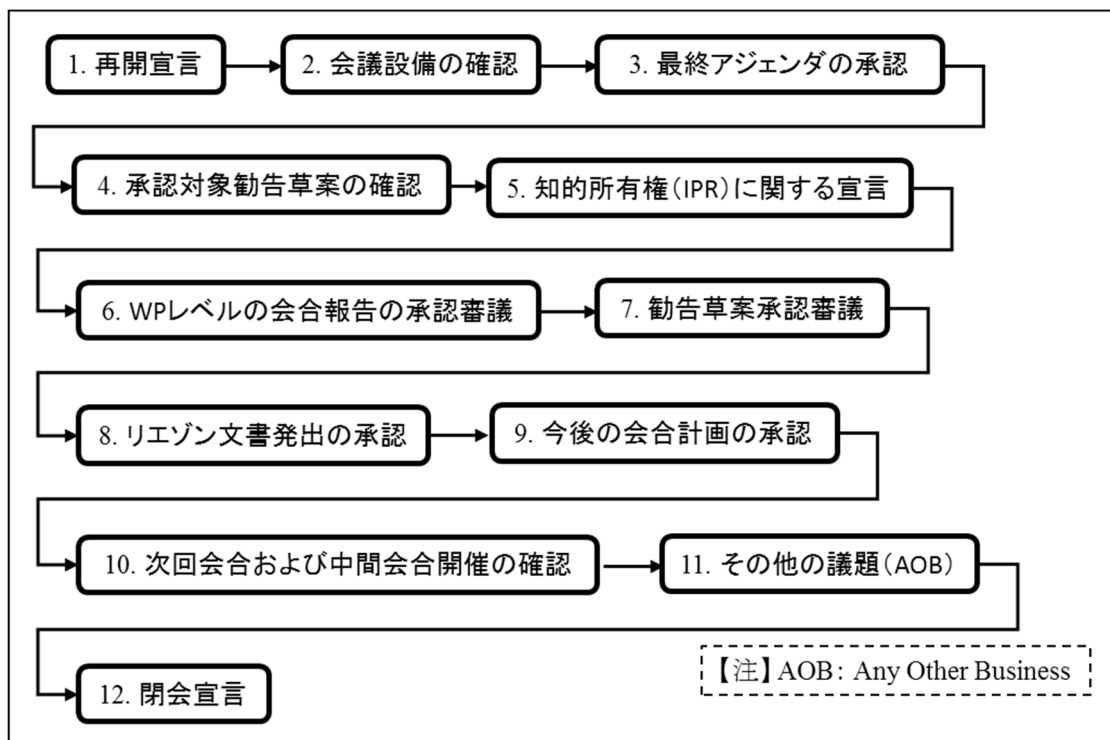 1. 再開宣言
2. 会議設備の確認
3. 最終アジェンダの承認
4. 承認対象勧告草案の確認
5. 知的所有権（IPR）に関する宣言
6. WPレベルの会合報告の承認審議
7. 勧告草案承認審議
8. リエゾン文書発出の承認
9. 今後の会合計画の承認
10. 次回会合および中間会合開催の確認
11. その他の議題（AOB）
【注】AOB： Any Other Business
12. 閉会宣言